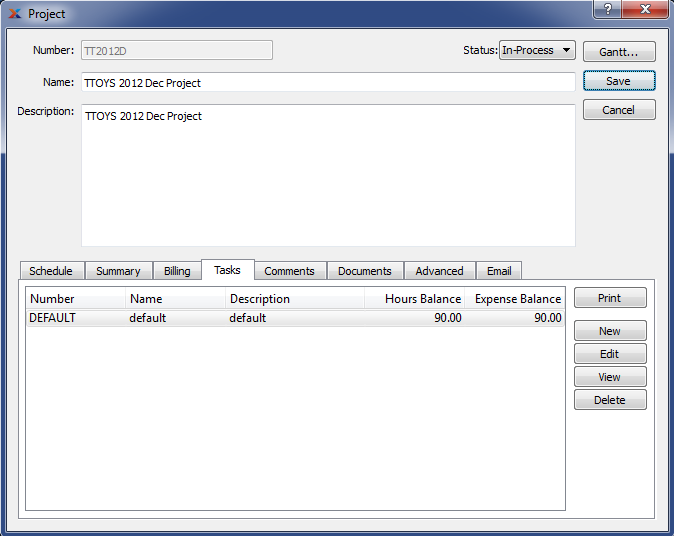 Project
Number: TT2012D Status: In-Process Gantt...
Name: TTOYS 2012 Dec Project Save
Description: TTOYS 2012 Dec Project Cancel
Schedule Summary Billing Tasks Comments Documents Advanced Email
Number Name Description Hours Balance Expense Balance Print
DEFAULT default default 90.00 90.00
New
Edit
View
Delete